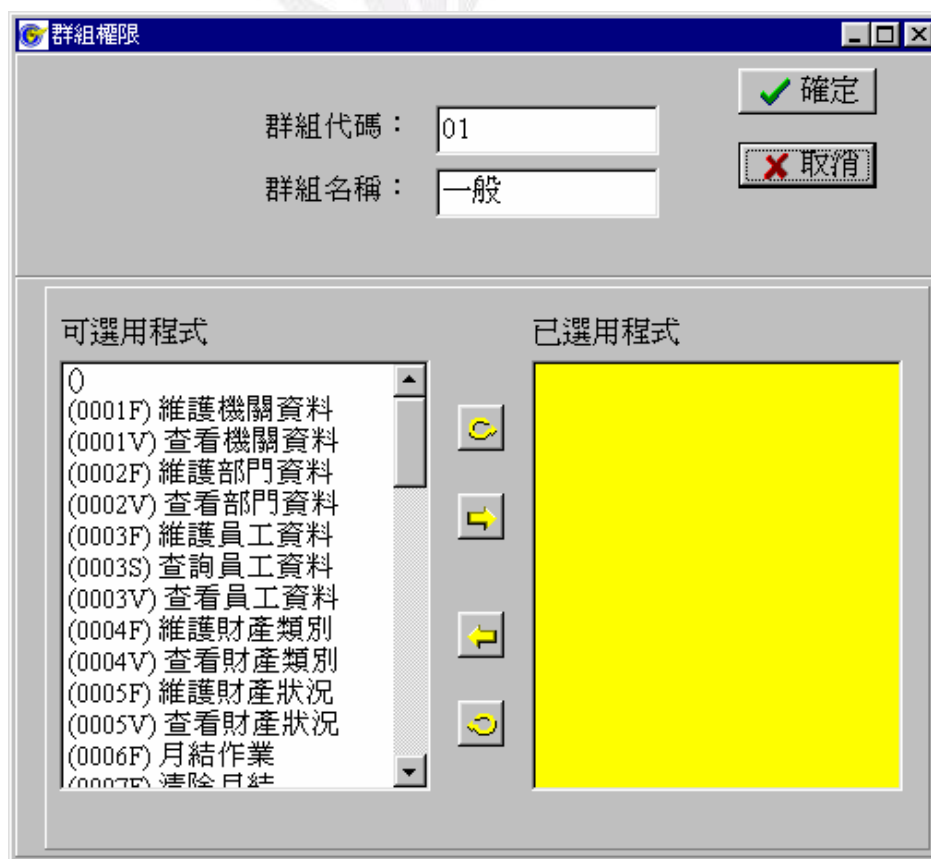 群組權限
確定
群組代碼： 01
取消
群組名稱： 一般
可選用程式
已選用程式
()
(0001F) 維護機關資料
(0001V) 查看機關資料
(0002F) 維護部門資料
(0002V) 查看部門資料
(0003F) 維護員工資料
(0003S) 查詢員工資料
(0003V) 查看員工資料
(0004F) 維護財產類別
(0004V) 查看財產類別
(0005F) 維護財產狀況
(0005V) 查看財產狀況
(0006F) 月結作業
(0007F) 清除月結